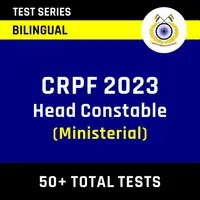 TEST SERIES
BILINGUAL
CRPF 2023
Head Constable
(Ministerial)
50+ TOTAL TESTS